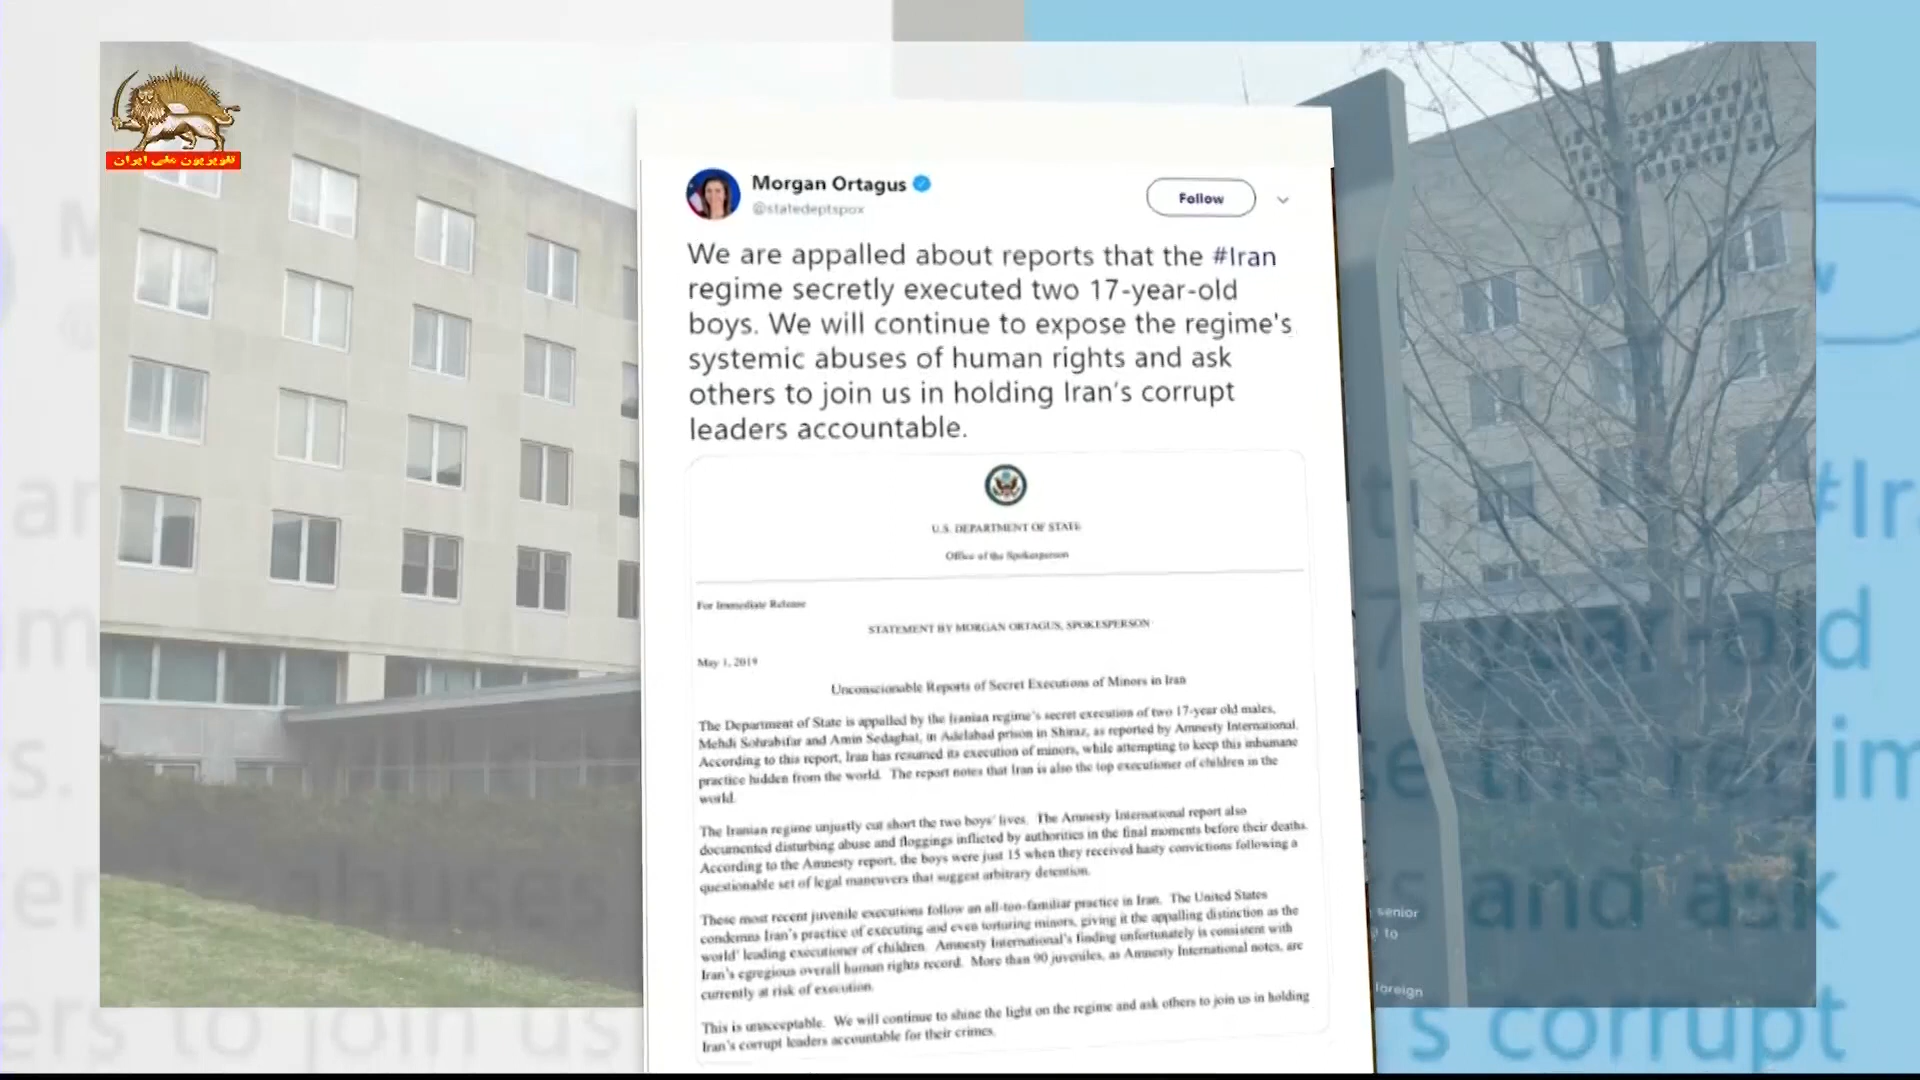 تلویزیون ملی ایران
Morgan Ortagus
@statedeptspox
Follow
We are appalled about reports that the #Iran
regime secretly executed two 17-year-old
boys. We will continue to expose the regime's
systemic abuses of human rights and ask
others to join us in holding Iran's corrupt
leaders accountable.
U.S. DEPARTMENT OF STATE
Office of the Spokesperson
For Immediate Release
STATEMENT BY MORGAN ORTAGUS, SPOKESPERSON
May 1, 2019
Unconscionable Reports of Secret Executions of Minors in Iran
The Department of State is appalled by the Iranian regime's secret execution of two 17-year old males,
Mehdi Sohrabifar and Amin Sedaghat, in Adelabad prison in Shiraz, as reported by Amnesty International.
According to this report, Iran has resumed its execution of minors, while attempting to keep this inhumane
practice hidden from the world. The report notes that Iran is also the top executioner of children in the
world.
The Iranian regime unjustly cut short the two boys' lives. The Amnesty International report also
documented disturbing abuse and floggings inflicted by authorities in the final moments before their deaths.
According to the Amnesty report, the boys were just 15 when they received hasty convictions following a
questionable set of legal maneuvers that suggest arbitrary detention.
These most recent juvenile executions follow an all-too-familiar practice in Iran. The United States
condemns Iran's practice of executing and even torturing minors, giving it the appalling distinction as the
world' leading executioner of children. Amnesty International's finding unfortunately is consistent with
Iran's egregious overall human rights record. More than 90 juveniles, as Amnesty International notes, are
currently at risk of execution.
This is unacceptable. We will continue to shine the light on the regime and ask others to join us in holding
Iran's corrupt leaders accountable for their crimes.
senior
to
foreign
#Ir
7-year-old
se the regim
s and ask
's corrupt
ers to join us